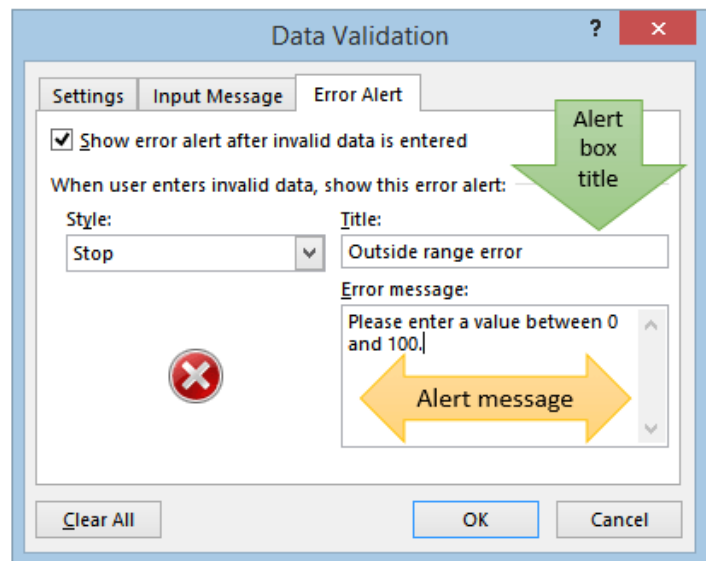 Data Validation
?
×
Settings
Input Message
Error Alert
Show error alert after invalid data is entered
Alert
box
title
When user enters invalid data, show this error alert:
Style:
Stop
Title:
Outside range error
Error message:
Please enter a value between 0
and 100.
Alert message
Clear All
OK
Cancel